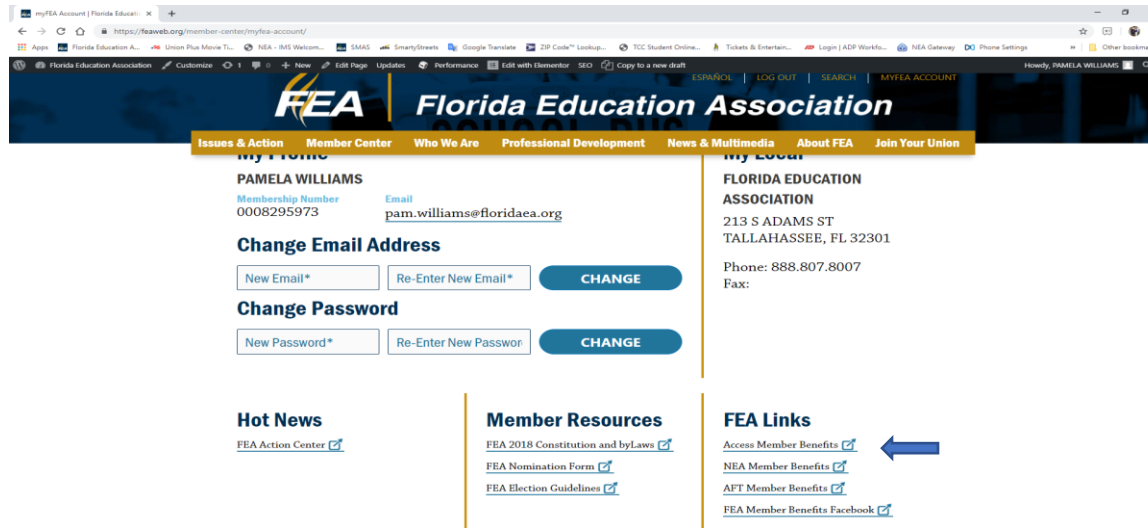 myFEA Account | Florida Educati
https://feaweb.org/member-center/myfea-account/
Apps Florida Education A... Union Plus Movie Ti... NEA - IMS Welcom... SMAS SmartyStreets Google Translate ZIP Code™ Lookup... TCC Student Online... Tickets & Entertain... Login | ADP Workfo... NEA Gateway Phone Settings » Other bookma
Florida Education Association Customize 1 0 + New Edit Page Updates Performance Edit with Elementor SEO Copy to a new draft Howdy, PAMELA WILLIAMS
ESPAÑOL | LOG OUT | SEARCH | MYFEA ACCOUNT
FEA Florida Education Association
Issues & Action Member Center Who We Are Professional Development News & Multimedia About FEA Join Your Union
My Profile
PAMELA WILLIAMS
Membership Number Email
0008295973 pam.williams@floridaea.org
Change Email Address
New Email* Re-Enter New Email* CHANGE
Change Password
New Password* Re-Enter New Passwor CHANGE
My Local
FLORIDA EDUCATION
ASSOCIATION
213 S ADAMS ST
TALLAHASSEE, FL 32301
Phone: 888.807.8007
Fax:
Hot News
FEA Action Center
Member Resources
FEA 2018 Constitution and byLaws
FEA Nomination Form
FEA Election Guidelines
FEA Links
Access Member Benefits
NEA Member Benefits
AFT Member Benefits
FEA Member Benefits Facebook